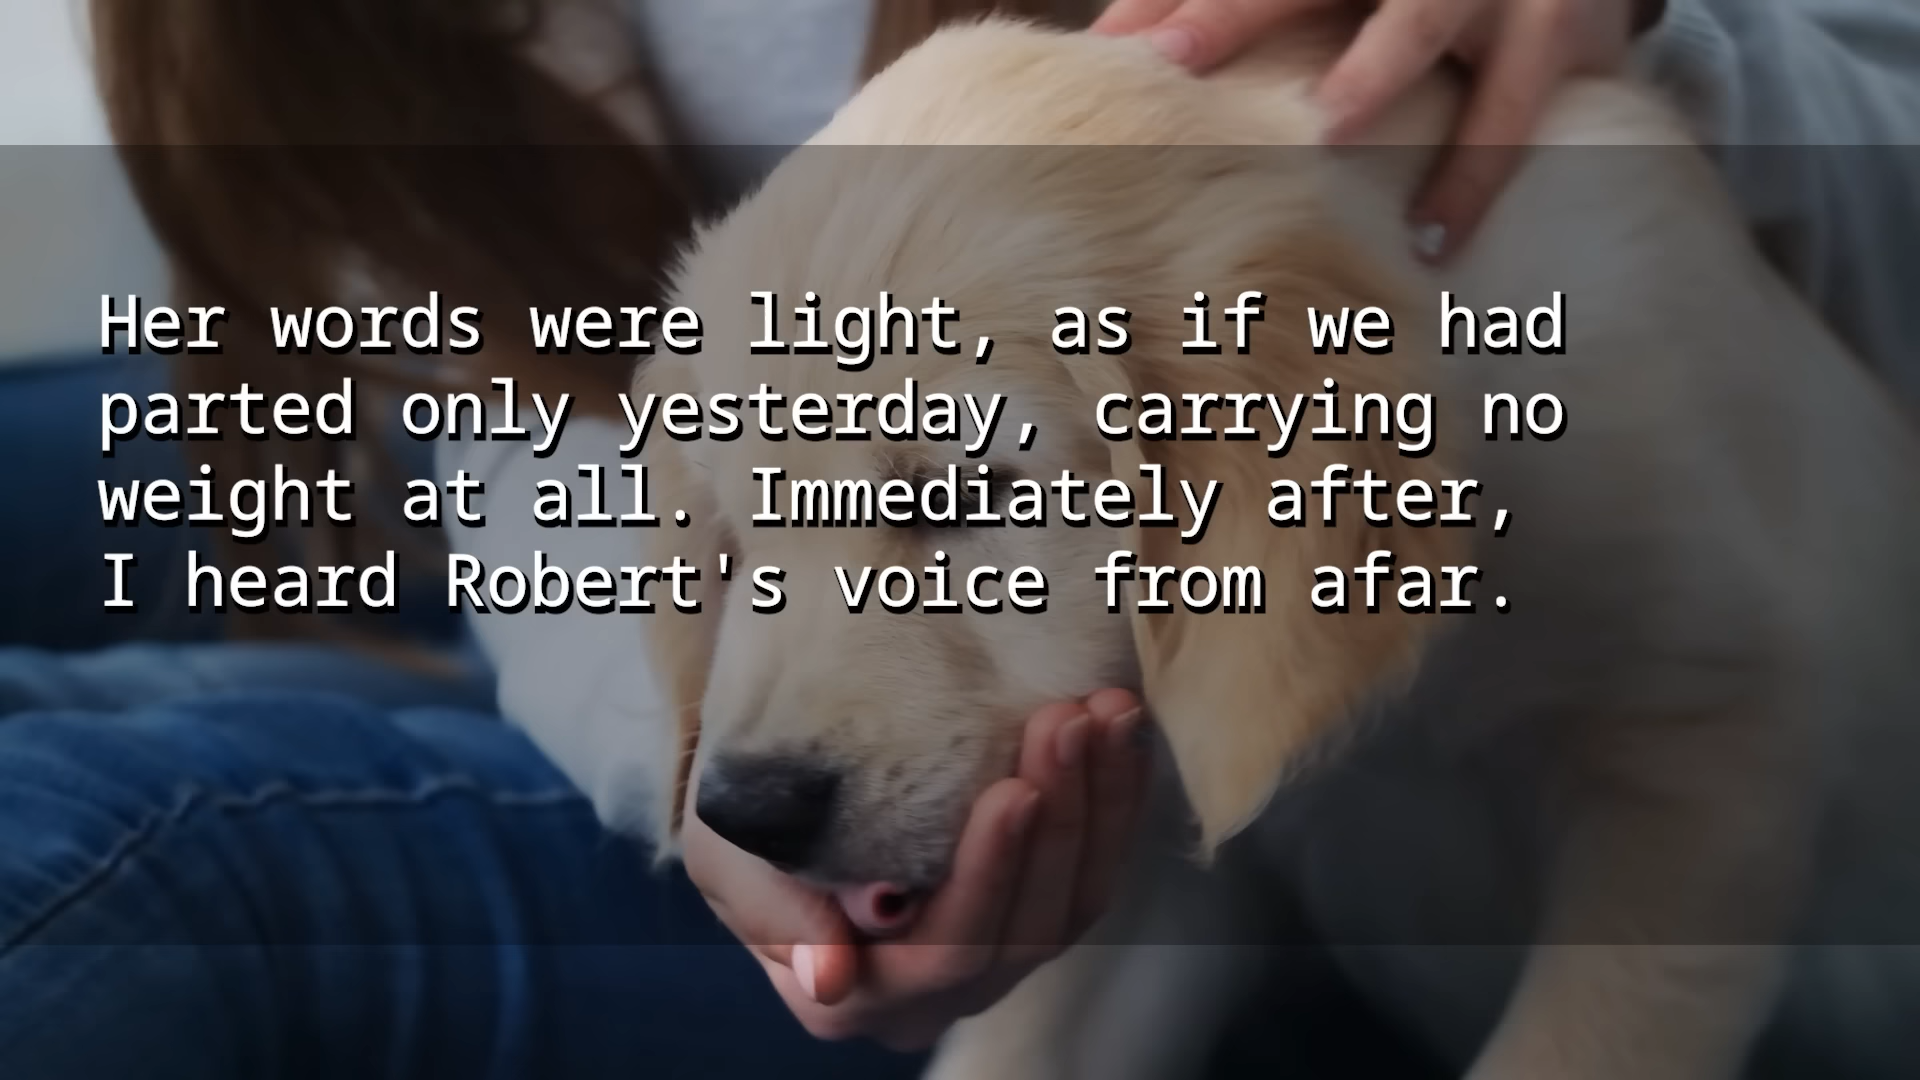 Her words were light, as if we had
parted only yesterday, carrying no
weight at all. Immediately after,
I heard Robert's voice from afar.